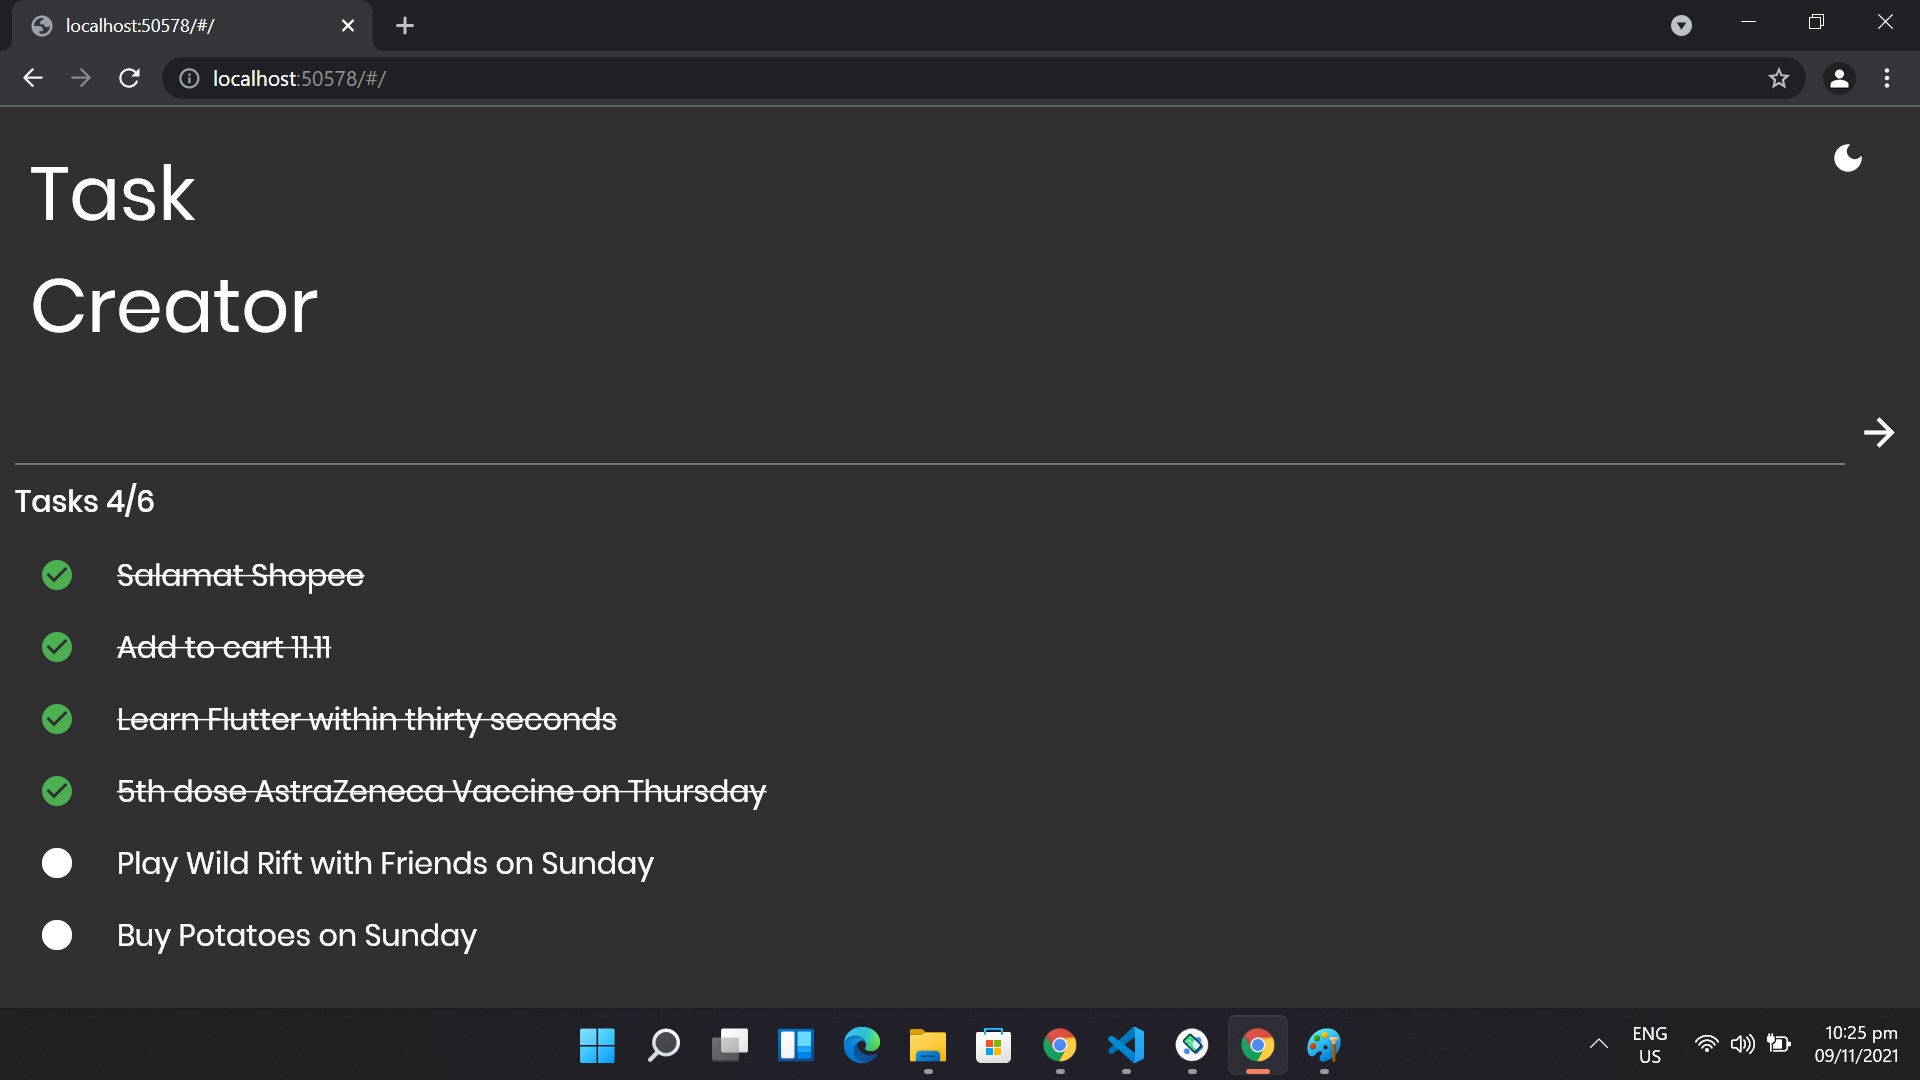 localhost:50578/#/
localhost:50578/#/
Task
Creator
Tasks 4/6
Salamat Shopee
Add to cart 11.11
Learn Flutter within thirty seconds
5th dose AstraZeneca Vaccine on Thursday
Play Wild Rift with Friends on Sunday
Buy Potatoes on Sunday
ENG
US
10:25 pm
09/11/2021